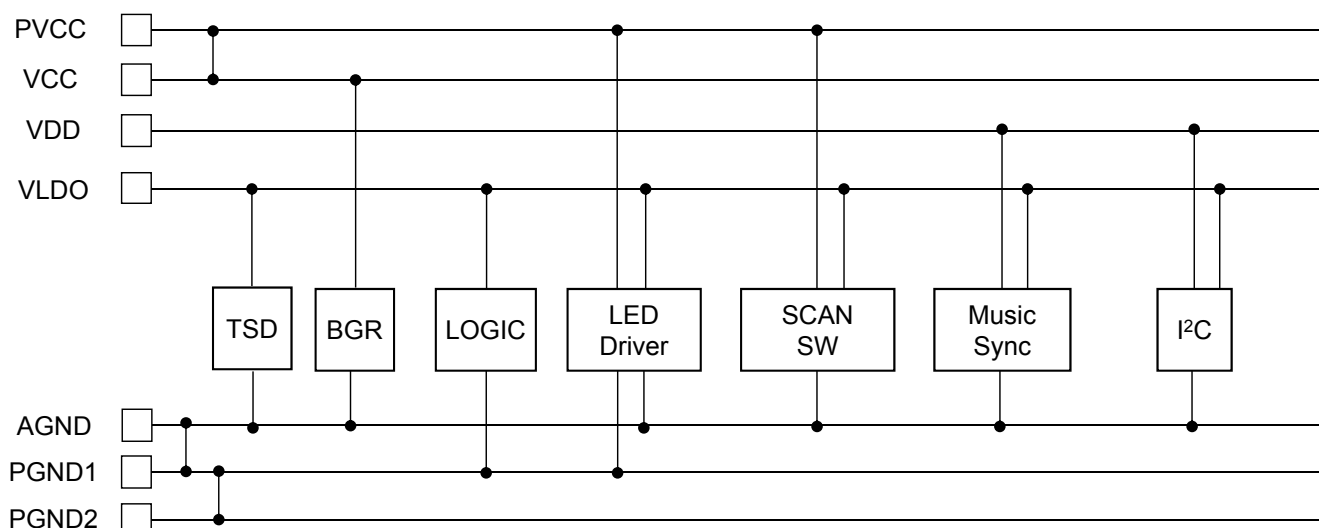 PVCC
VCC
VDD
VLDO
TSD
BGR
LOGIC
LED
Driver
SCAN
SW
Music
Sync
I²C
AGND
PGND1
PGND2